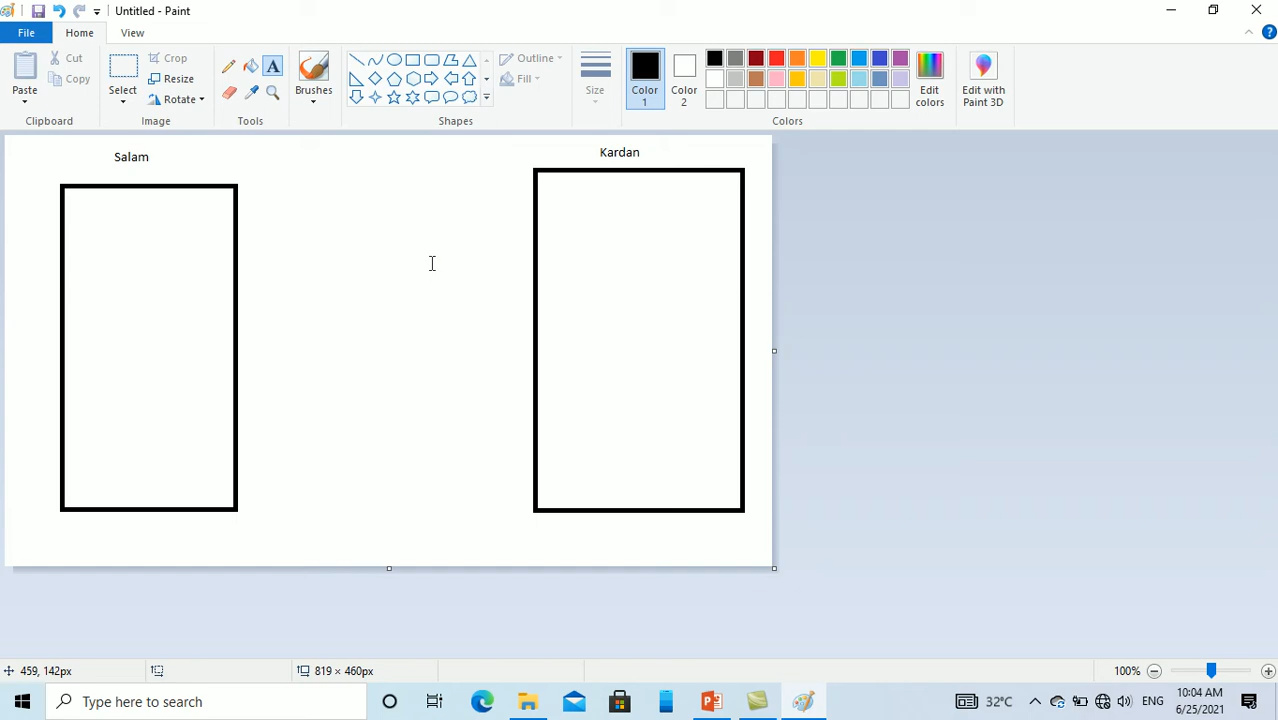 Untitled - Paint
File Home View
Paste
Cut
Copy
Clipboard
Select
Crop
Resize
Rotate
Image
A
Tools
Brushes
Outline
Fill
Shapes
Size
Color 1
Color 2
Edit colors
Colors
Edit with Paint 3D
Salam
Kardan
459, 142px
819 × 460px
100%
Type here to search
32°C
ENG
10:04 AM
6/25/2021